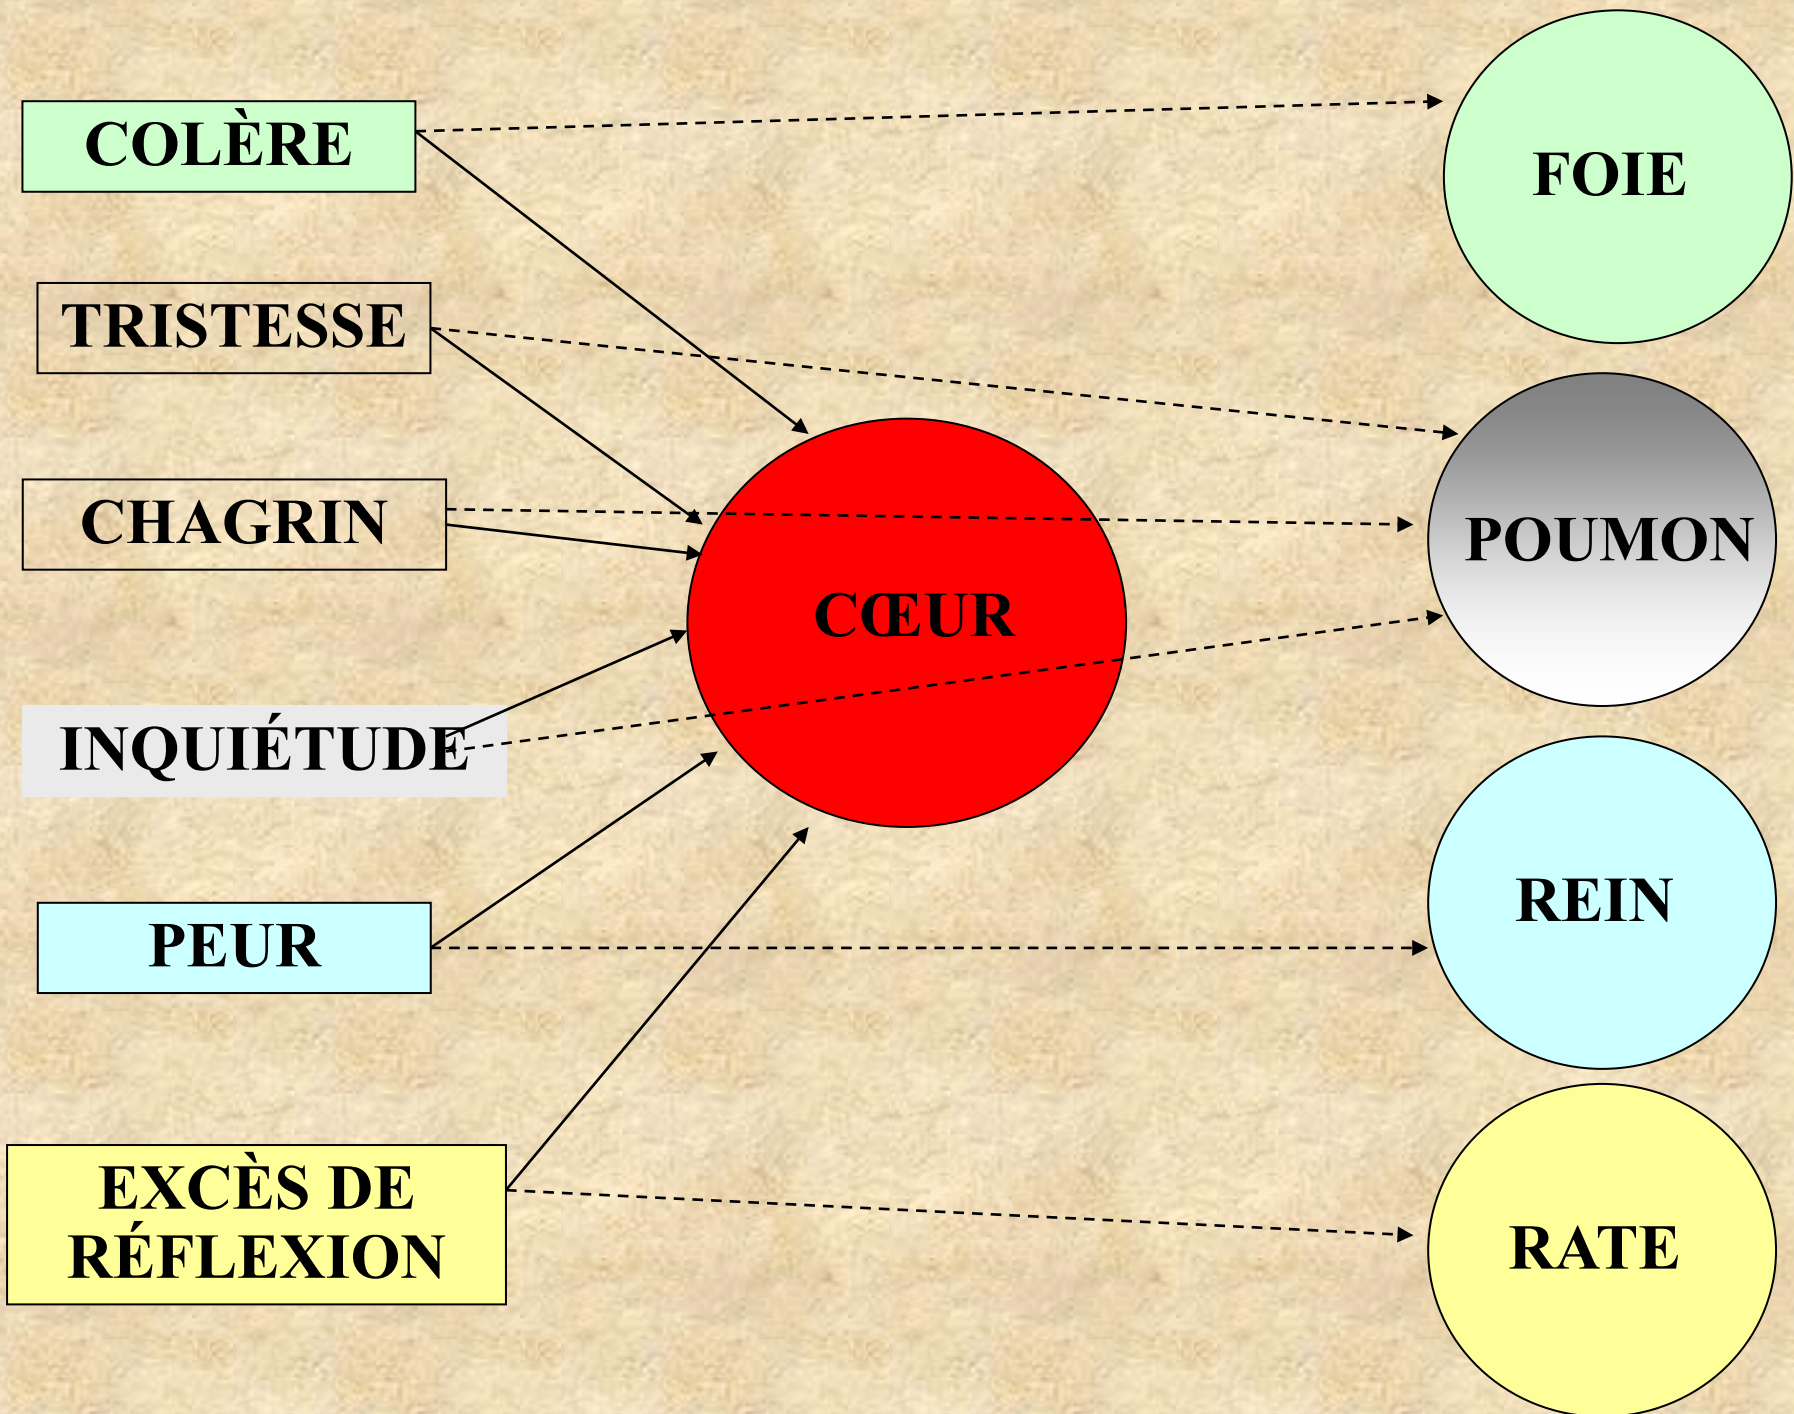 COLÈRE
TRISTESSE
CHAGRIN
INQUIÉTUDE
PEUR
EXCÈS DE
RÉFLEXION
CŒUR
FOIE
POUMON
REIN
RATE